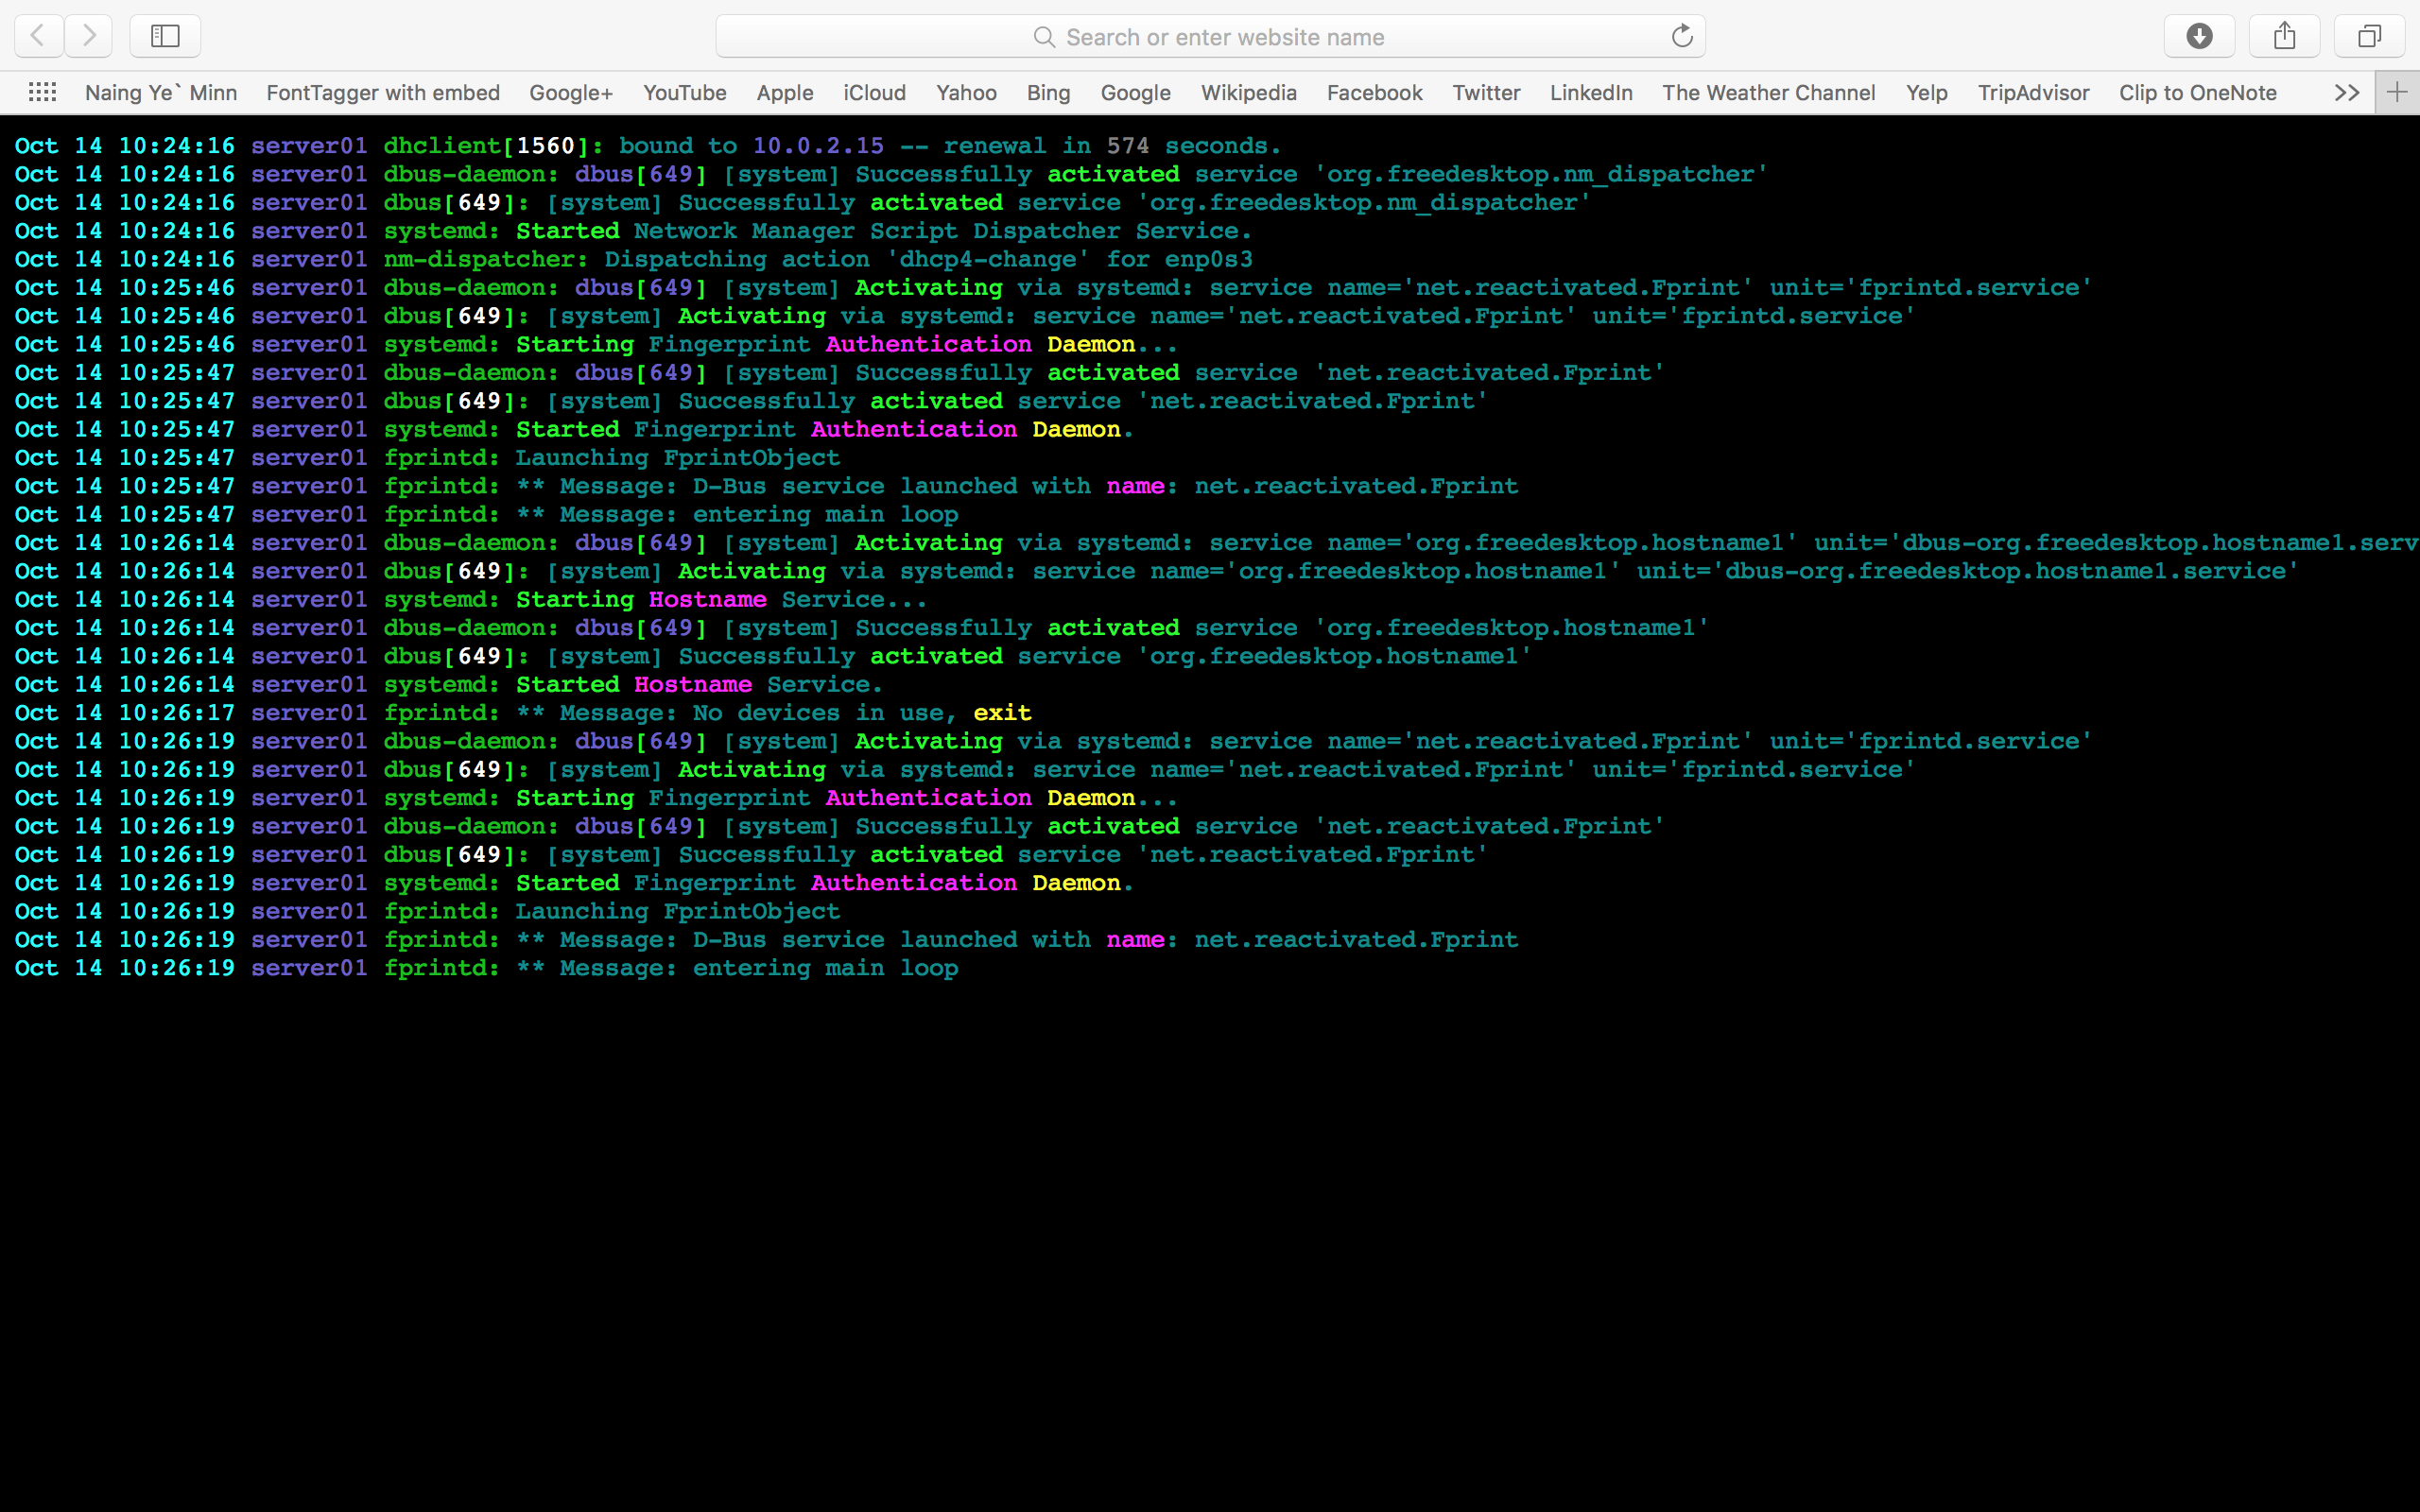 Search or enter website name
Naing Ye` Minn FontTagger with embed Google+ YouTube Apple iCloud Yahoo Bing Google Wikipedia Facebook Twitter LinkedIn The Weather Channel Yelp TripAdvisor Clip to OneNote >>
Oct 14 10:24:16 server01 dhclient[1560]: bound to 10.0.2.15 -- renewal in 574 seconds.
Oct 14 10:24:16 server01 dbus-daemon: dbus[649] [system] Successfully activated service 'org.freedesktop.nm_dispatcher'
Oct 14 10:24:16 server01 dbus[649]: [system] Successfully activated service 'org.freedesktop.nm_dispatcher'
Oct 14 10:24:16 server01 systemd: Started Network Manager Script Dispatcher Service.
Oct 14 10:24:16 server01 nm-dispatcher: Dispatching action 'dhcp4-change' for enp0s3
Oct 14 10:25:46 server01 dbus-daemon: dbus[649] [system] Activating via systemd: service name='net.reactivated.Fprint' unit='fprintd.service'
Oct 14 10:25:46 server01 dbus[649]: [system] Activating via systemd: service name='net.reactivated.Fprint' unit='fprintd.service'
Oct 14 10:25:46 server01 systemd: Starting Fingerprint Authentication Daemon...
Oct 14 10:25:47 server01 dbus-daemon: dbus[649] [system] Successfully activated service 'net.reactivated.Fprint'
Oct 14 10:25:47 server01 dbus[649]: [system] Successfully activated service 'net.reactivated.Fprint'
Oct 14 10:25:47 server01 systemd: Started Fingerprint Authentication Daemon.
Oct 14 10:25:47 server01 fprintd: Launching FprintObject
Oct 14 10:25:47 server01 fprintd: ** Message: D-Bus service launched with name: net.reactivated.Fprint
Oct 14 10:25:47 server01 fprintd: ** Message: entering main loop
Oct 14 10:26:14 server01 dbus-daemon: dbus[649] [system] Activating via systemd: service name='org.freedesktop.hostname1' unit='dbus-org.freedesktop.hostname1.serv
Oct 14 10:26:14 server01 dbus[649]: [system] Activating via systemd: service name='org.freedesktop.hostname1' unit='dbus-org.freedesktop.hostname1.service'
Oct 14 10:26:14 server01 systemd: Starting Hostname Service...
Oct 14 10:26:14 server01 dbus-daemon: dbus[649] [system] Successfully activated service 'org.freedesktop.hostname1'
Oct 14 10:26:14 server01 dbus[649]: [system] Successfully activated service 'org.freedesktop.hostname1'
Oct 14 10:26:14 server01 systemd: Started Hostname Service.
Oct 14 10:26:17 server01 fprintd: ** Message: No devices in use, exit
Oct 14 10:26:19 server01 dbus-daemon: dbus[649] [system] Activating via systemd: service name='net.reactivated.Fprint' unit='fprintd.service'
Oct 14 10:26:19 server01 dbus[649]: [system] Activating via systemd: service name='net.reactivated.Fprint' unit='fprintd.service'
Oct 14 10:26:19 server01 systemd: Starting Fingerprint Authentication Daemon...
Oct 14 10:26:19 server01 dbus-daemon: dbus[649] [system] Successfully activated service 'net.reactivated.Fprint'
Oct 14 10:26:19 server01 dbus[649]: [system] Successfully activated service 'net.reactivated.Fprint'
Oct 14 10:26:19 server01 systemd: Started Fingerprint Authentication Daemon.
Oct 14 10:26:19 server01 fprintd: Launching FprintObject
Oct 14 10:26:19 server01 fprintd: ** Message: D-Bus service launched with name: net.reactivated.Fprint
Oct 14 10:26:19 server01 fprintd: ** Message: entering main loop